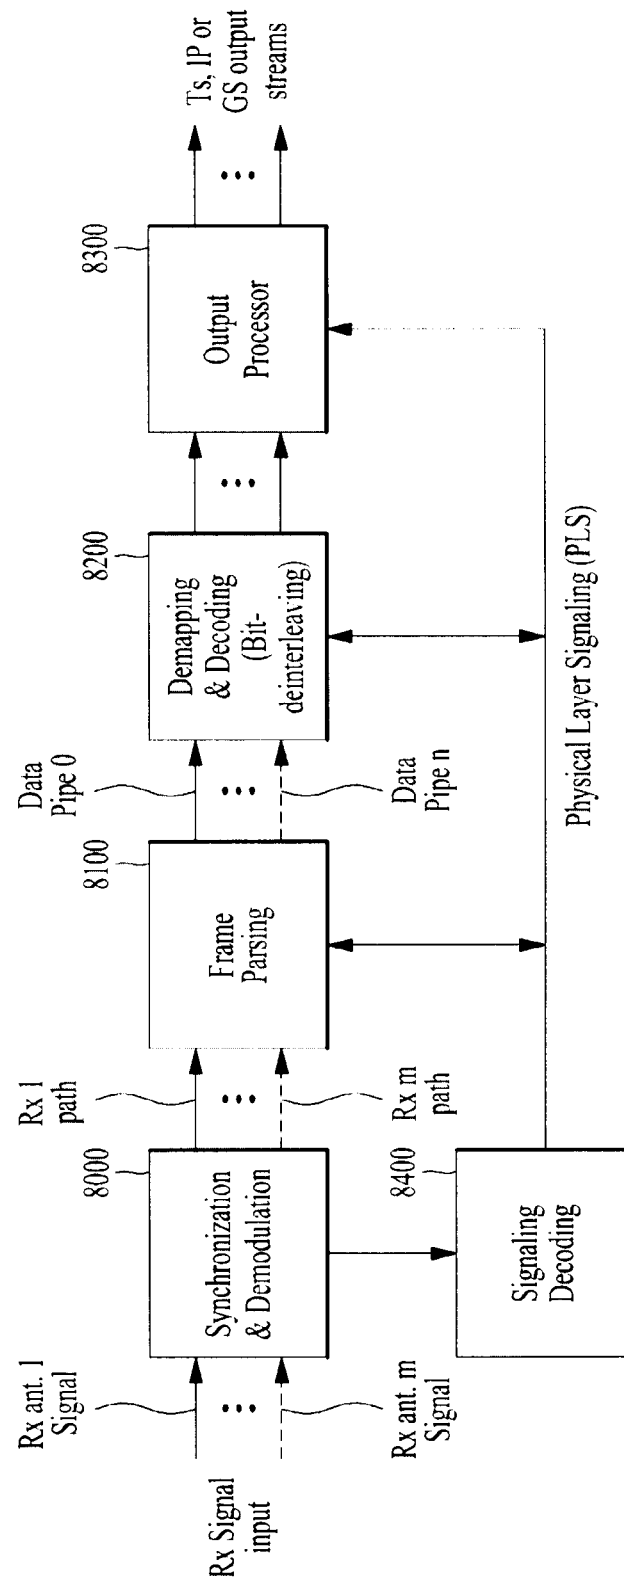 Rx Signal
input
Rx ant. 1
Signal
Rx ant. m
Signal
8000
Synchronization
& Demodulation
Rx 1
path
Rx m
path
8100
Frame
Parsing
Data
Pipe 0
Data
Pipe n
8200
Demapping
& Decoding
(Bit-
deinterleaving)
8300
Output
Processor
Ts, IP or
GS output
streams
8400
Signaling
Decoding
Physical Layer Signaling (PLS)